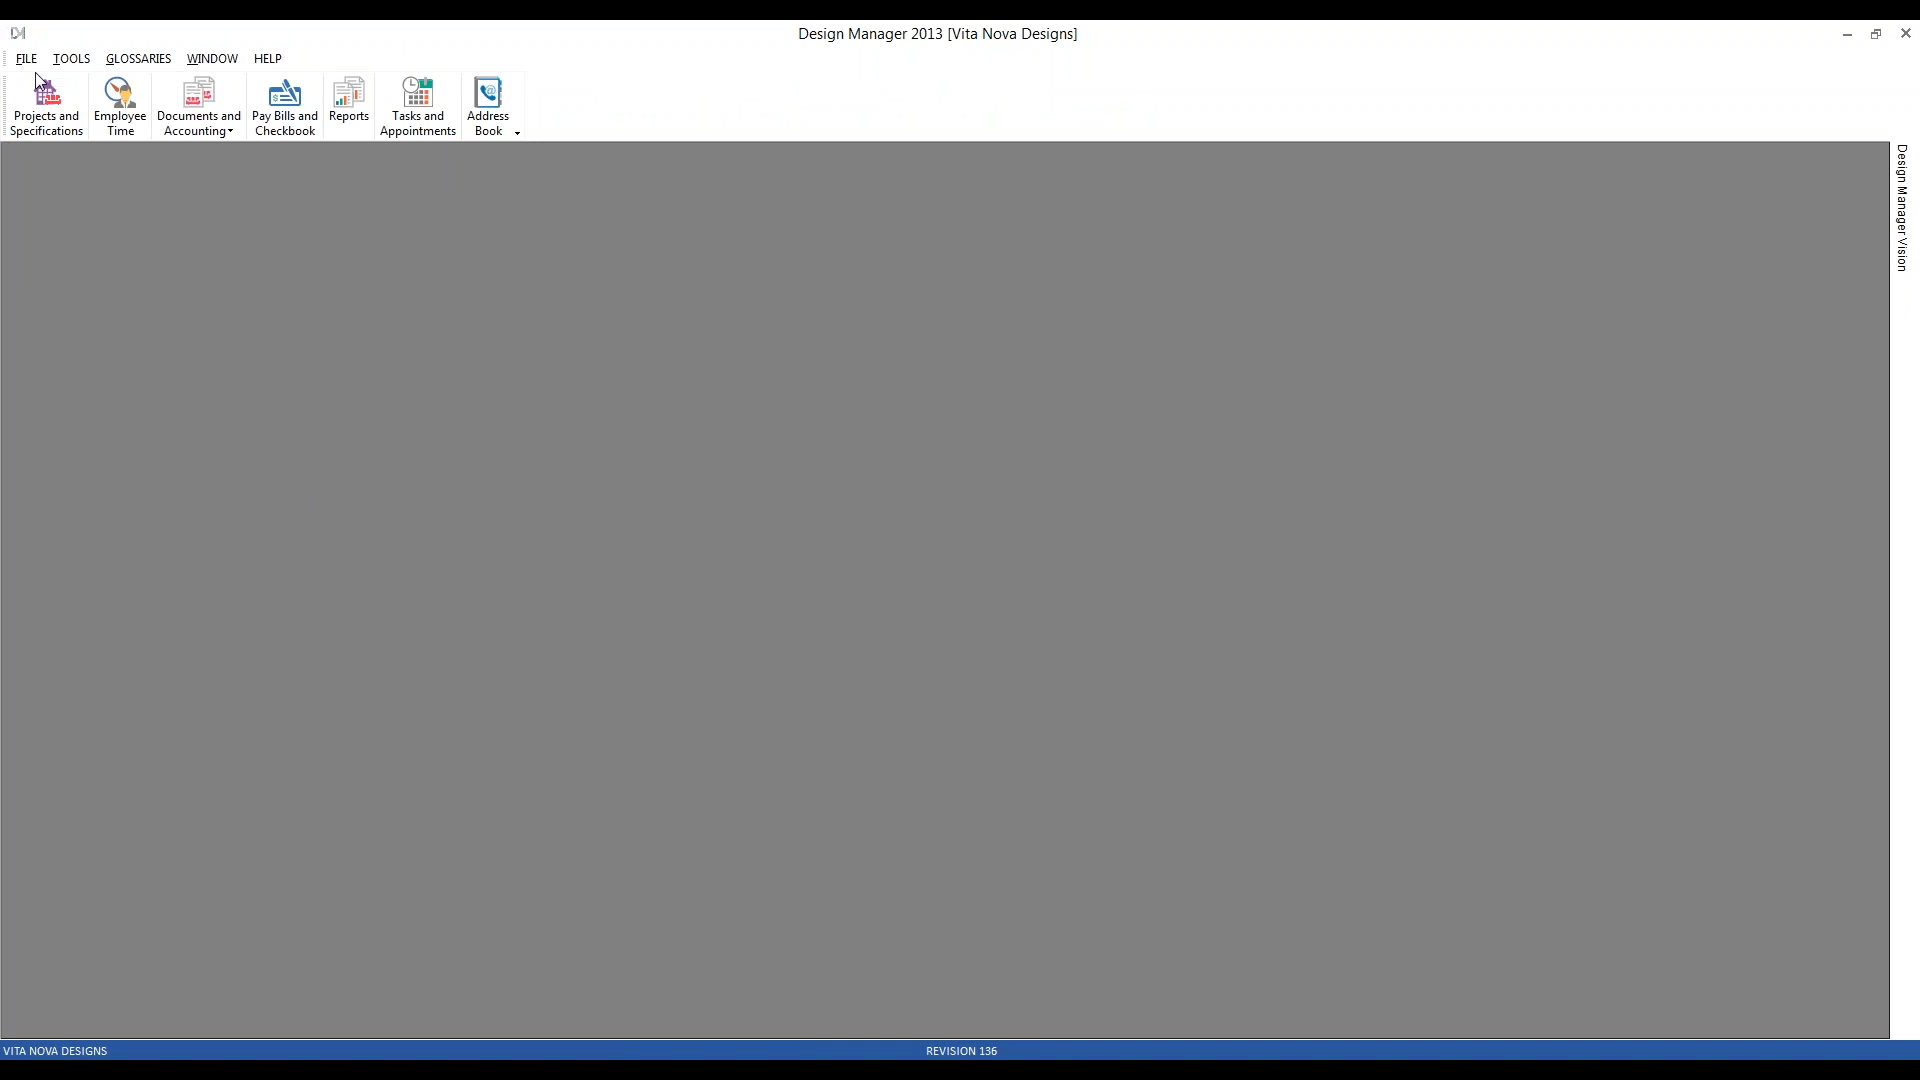 Design Manager 2013 [Vita Nova Designs]
FILE TOOLS GLOSSARIES WINDOW HELP
Projects and Specifications
Employee Time
Documents and Accounting
Pay Bills and Checkbook
Reports
Tasks and Appointments
Address Book
Design Manager Vision
VITA NOVA DESIGNS
REVISION 136